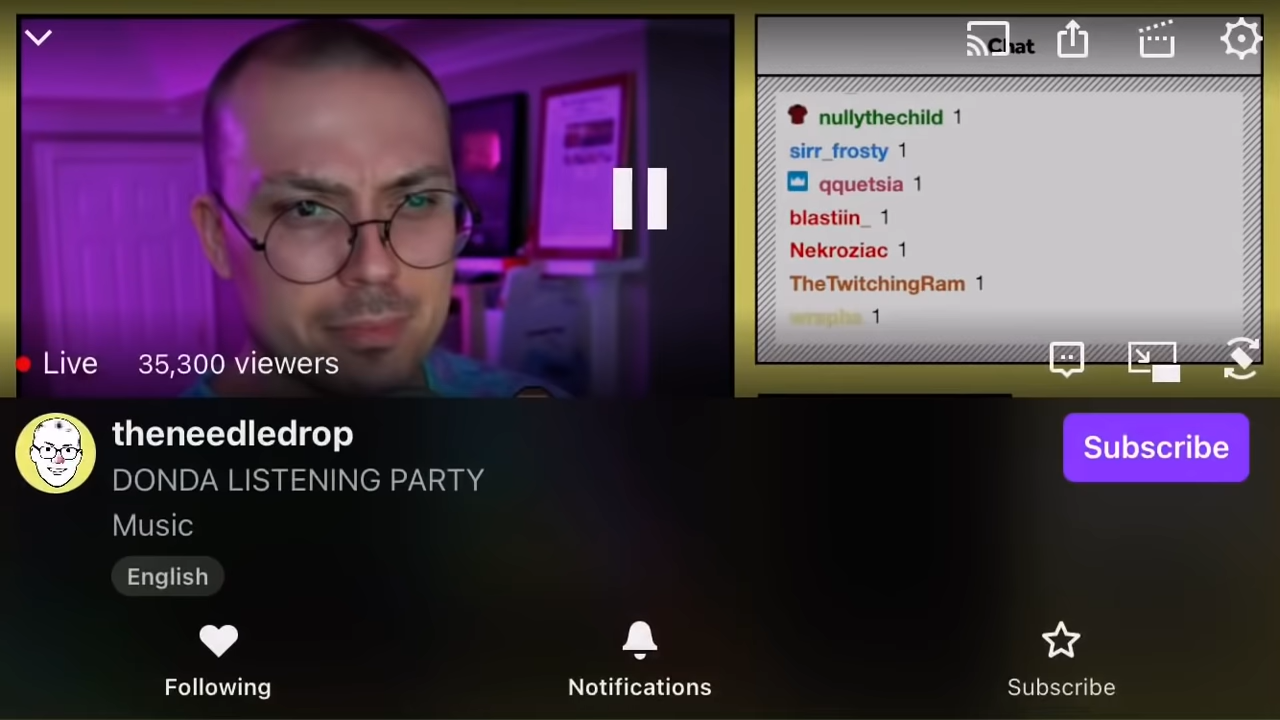 Chat
nullythechild 1
sirr_frosty 1
qquetsia 1
blastiin_ 1
Nekroziac 1
TheTwitchingRam 1
1
Live 35,300 viewers
theneedledrop
Subscribe
DONDA LISTENING PARTY
Music
English
Following
Notifications
Subscribe